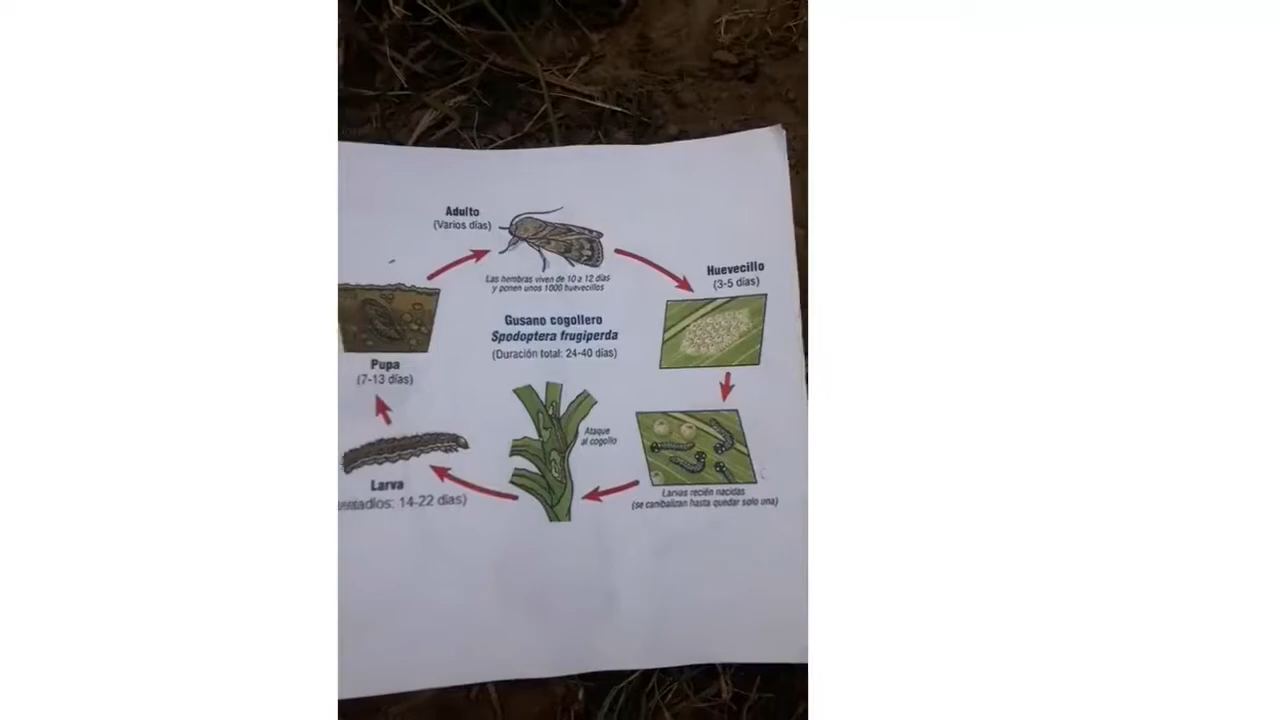 Adulto
(Varios días)
Las hembras viven de 10 a 12 días
y ponen unos 1000 huevecillos
Huevecillo
(3-5 días)
Gusano cogollero
Spodoptera frugiperda
(Duración total: 24-40 días)
Pupa
(7-13 días)
Ataque
al cogollo
Larvas recién nacidas
(se canibalizan hasta quedar solo una)
Larva
14-22 días)